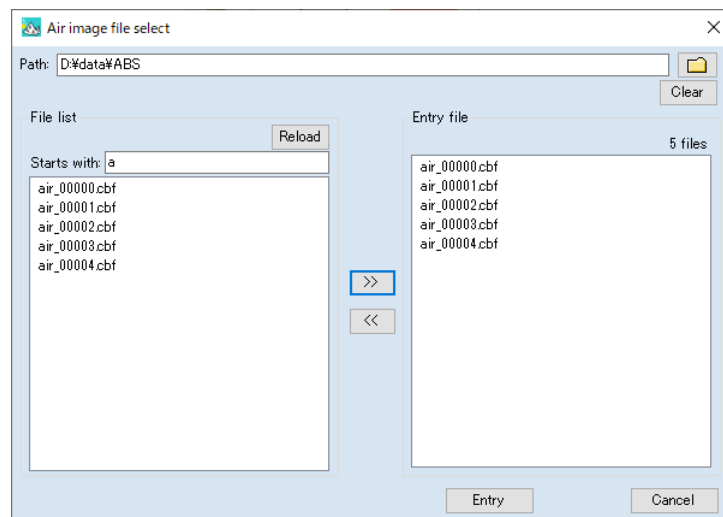 Air image file select
Path: D:¥data¥ABS
Clear
File list
Reload
Starts with: a
air_00000.cbf
air_00001.cbf
air_00002.cbf
air_00003.cbf
air_00004.cbf
>>
<<
Entry file
5 files
air_00000.cbf
air_00001.cbf
air_00002.cbf
air_00003.cbf
air_00004.cbf
Entry
Cancel